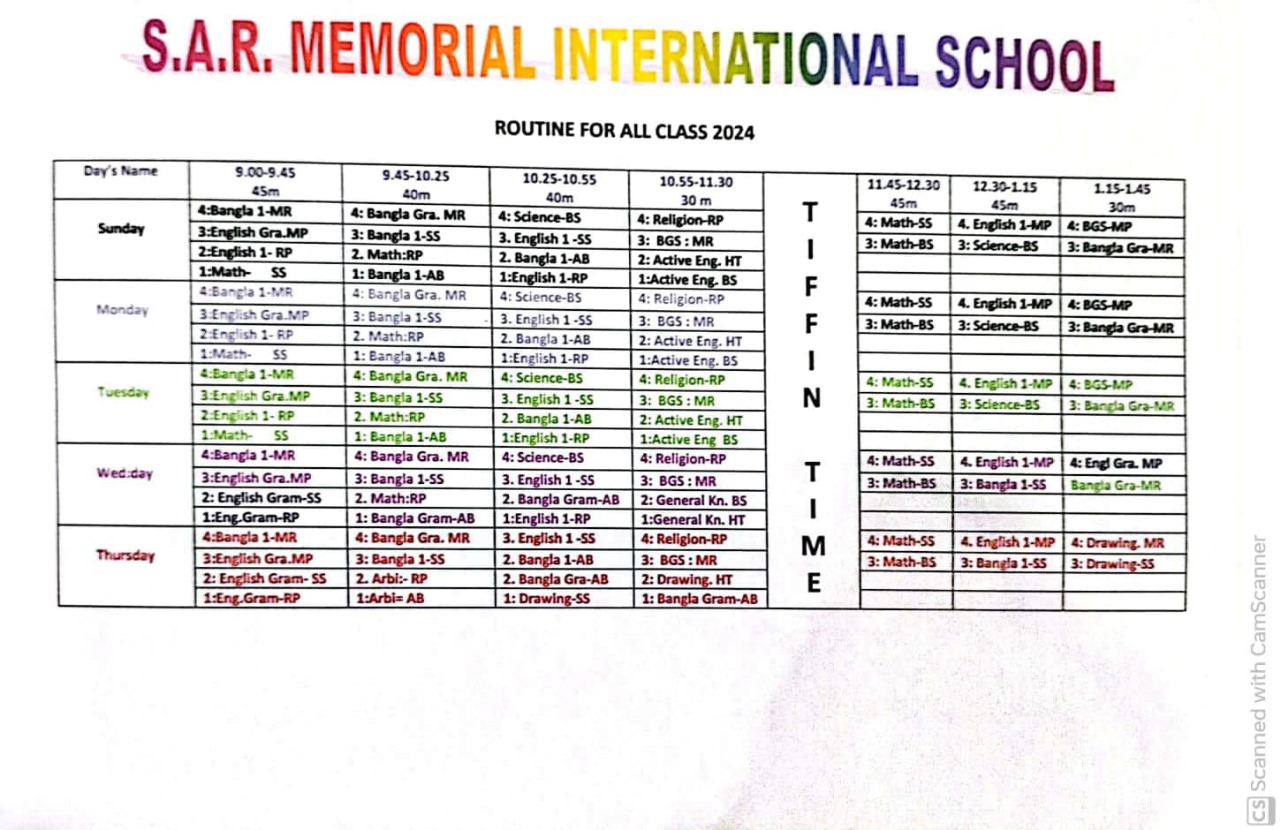 S.A.R. MEMORIAL INTERNATIONAL SCHOOL
ROUTINE FOR ALL CLASS 2024
Day's Name 9.00-9.45 9.45-10.25 10.25-10.55 10.55-11.30 11.45-12.30 12.30-1.15 1.15-1.45
45m 40m 40m 30 m 45m 45m 30m
Sunday
4:Bangla 1-MR 4: Bangla Gra. MR 4: Science-BS 4: Religion-RP 4: Math-SS 4. English 1-MP 4: BGS-MP
3:English Gra.MP 3: Bangla 1-SS 3. English 1 -SS 3: BGS : MR 3: Math-BS 3: Science-BS 3: Bangla Gra-MR
2:English 1- RP 2. Math:RP 2. Bangla 1-AB 2: Active Eng. HT
1:Math- SS 1: Bangla 1-AB 1:English 1-RP 1:Active Eng. BS
Monday
4:Bangla 1-MR 4: Bangla Gra. MR 4: Science-BS 4: Religion-RP 4: Math-SS 4. English 1-MP 4: BGS-MP
3:English Gra.MP 3: Bangla 1-SS 3. English 1 -SS 3: BGS : MR 3: Math-BS 3: Science-BS 3: Bangla Gra-MR
2:English 1- RP 2. Math:RP 2. Bangla 1-AB 2: Active Eng. HT
1:Math- SS 1: Bangla 1-AB 1:English 1-RP 1:Active Eng. BS
Tuesday
4:Bangla 1-MR 4: Bangla Gra. MR 4: Science-BS 4: Religion-RP 4: Math-SS 4. English 1-MP 4: BGS-MP
3:English Gra.MP 3: Bangla 1-SS 3. English 1 -SS 3: BGS : MR 3: Math-BS 3: Science-BS 3: Bangla Gra-MR
2:English 1- RP 2. Math:RP 2. Bangla 1-AB 2: Active Eng. HT
1:Math- SS 1: Bangla 1-AB 1:English 1-RP 1:Active Eng BS
Wed:day
4:Bangla 1-MR 4: Bangla Gra. MR 4: Science-BS 4: Religion-RP 4: Math-SS 4. English 1-MP 4: Engl Gra. MP
3:English Gra.MP 3: Bangla 1-SS 3. English 1 -SS 3: BGS : MR 3: Math-BS 3: Bangla 1-SS Bangla Gra-MR
2: English Gram-SS 2. Math:RP 2. Bangla Gram-AB 2: General Kn. BS
1:Eng.Gram-RP 1: Bangla Gram-AB 1:English 1-RP 1:General Kn. HT
Thursday
4:Bangla 1-MR 4: Bangla Gra. MR 3. English 1 -SS 4: Religion-RP 4: Math-SS 4. English 1-MP 4: Drawing. MR
3:English Gra.MP 3: Bangla 1-SS 2. Bangla 1-AB 3: BGS : MR 3: Math-BS 3: Bangla 1-SS 3: Drawing-SS
2: English Gram- SS 2. Arbi:- RP 2. Bangla Gra-AB 2: Drawing. HT
1:Eng.Gram-RP 1:Arbi= AB 1: Drawing-SS 1: Bangla Gram-AB
TIFFIN TIME
CS Scanned with CamScanner